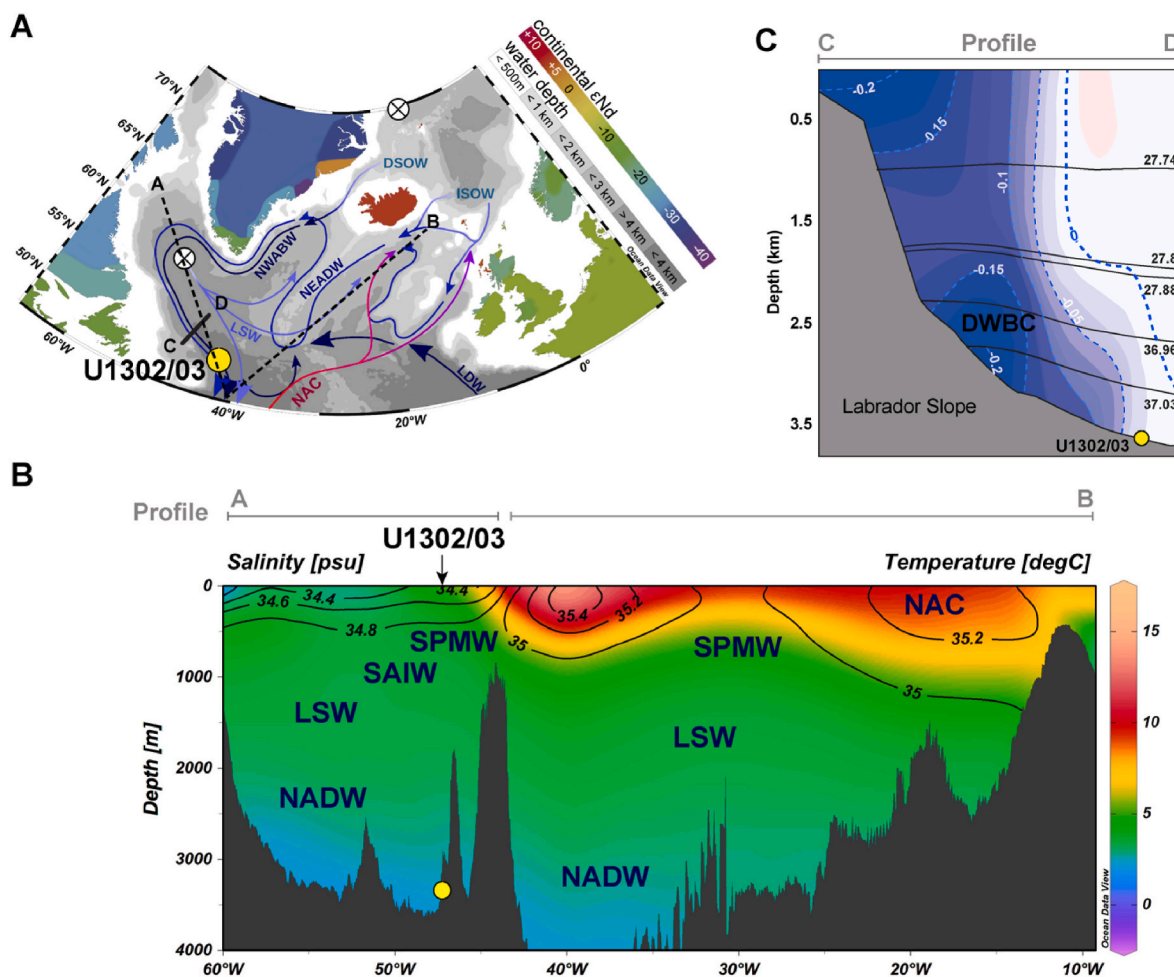 A
70°N
65°N
60°N
55°N
50°N
60°W
40°W
20°W
0°
continental εNd
+10
+5
0
-10
-20
-30
-40
water depth
< 500m
< 1 km
< 2 km
< 3 km
> 4 km
< 4 km
Ocean Data View
DSOW
ISOW
A
B
NWABW
NEADW
D
LSW
C
U1302/03
NAC
LDW
C
C
Profile
D
Depth (km)
0.5
1.5
2.5
3.5
-0.2
-0.15
-0.1
27.74
0
27.8
27.88
-0.15
-0.05
DWBC
36.96
-0.2
37.03
Labrador Slope
U1302/03
B
Profile
A
B
U1302/03
Salinity [psu]
Temperature [degC]
0
1000
2000
3000
4000
Depth [m]
34.6
34.4
34.4
34.8
35.4
35.2
35
NAC
35.2
35
SPMW
SPMW
SAIW
LSW
LSW
NADW
NADW
60°W
50°W
40°W
30°W
20°W
10°W
15
10
5
0
Ocean Data View